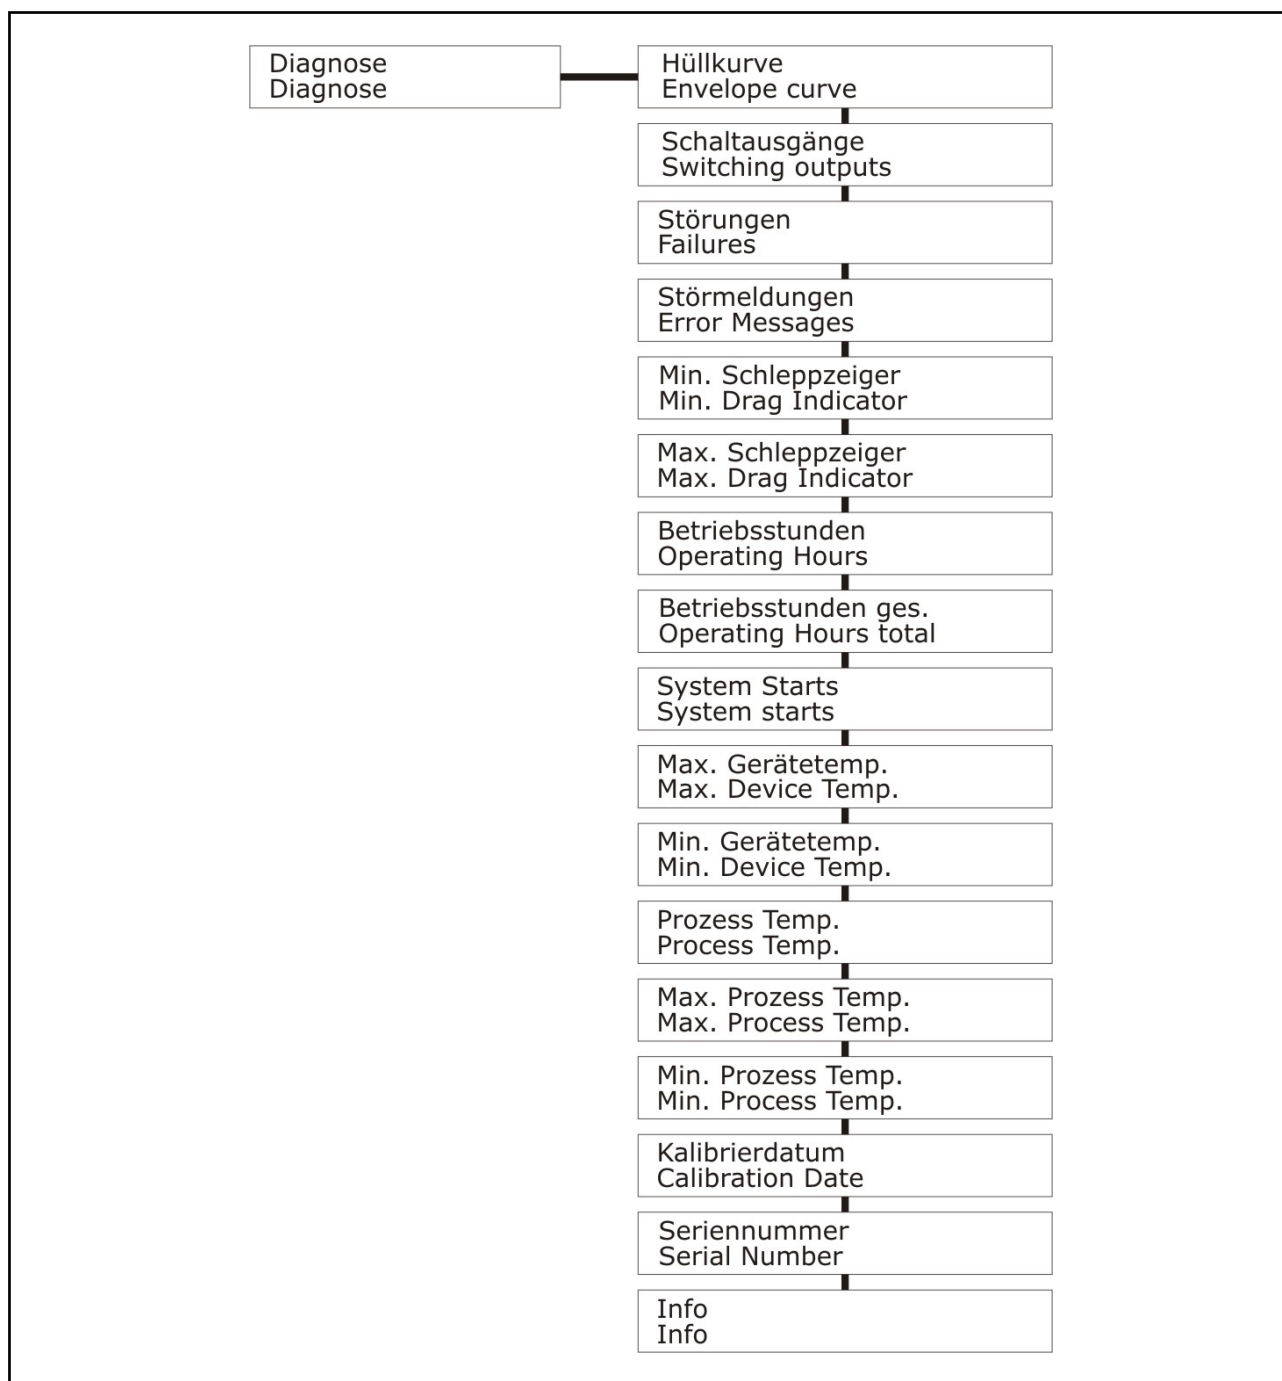 Diagnose
Diagnose
Hüllkurve
Envelope curve
Schaltausgänge
Switching outputs
Störungen
Failures
Störmeldungen
Error Messages
Min. Schleppzeiger
Min. Drag Indicator
Max. Schleppzeiger
Max. Drag Indicator
Betriebsstunden
Operating Hours
Betriebsstunden ges.
Operating Hours total
System Starts
System starts
Max. Gerätetemp.
Max. Device Temp.
Min. Gerätetemp.
Min. Device Temp.
Prozess Temp.
Process Temp.
Max. Prozess Temp.
Max. Process Temp.
Min. Prozess Temp.
Min. Process Temp.
Kalibrierdatum
Calibration Date
Seriennummer
Serial Number
Info
Info